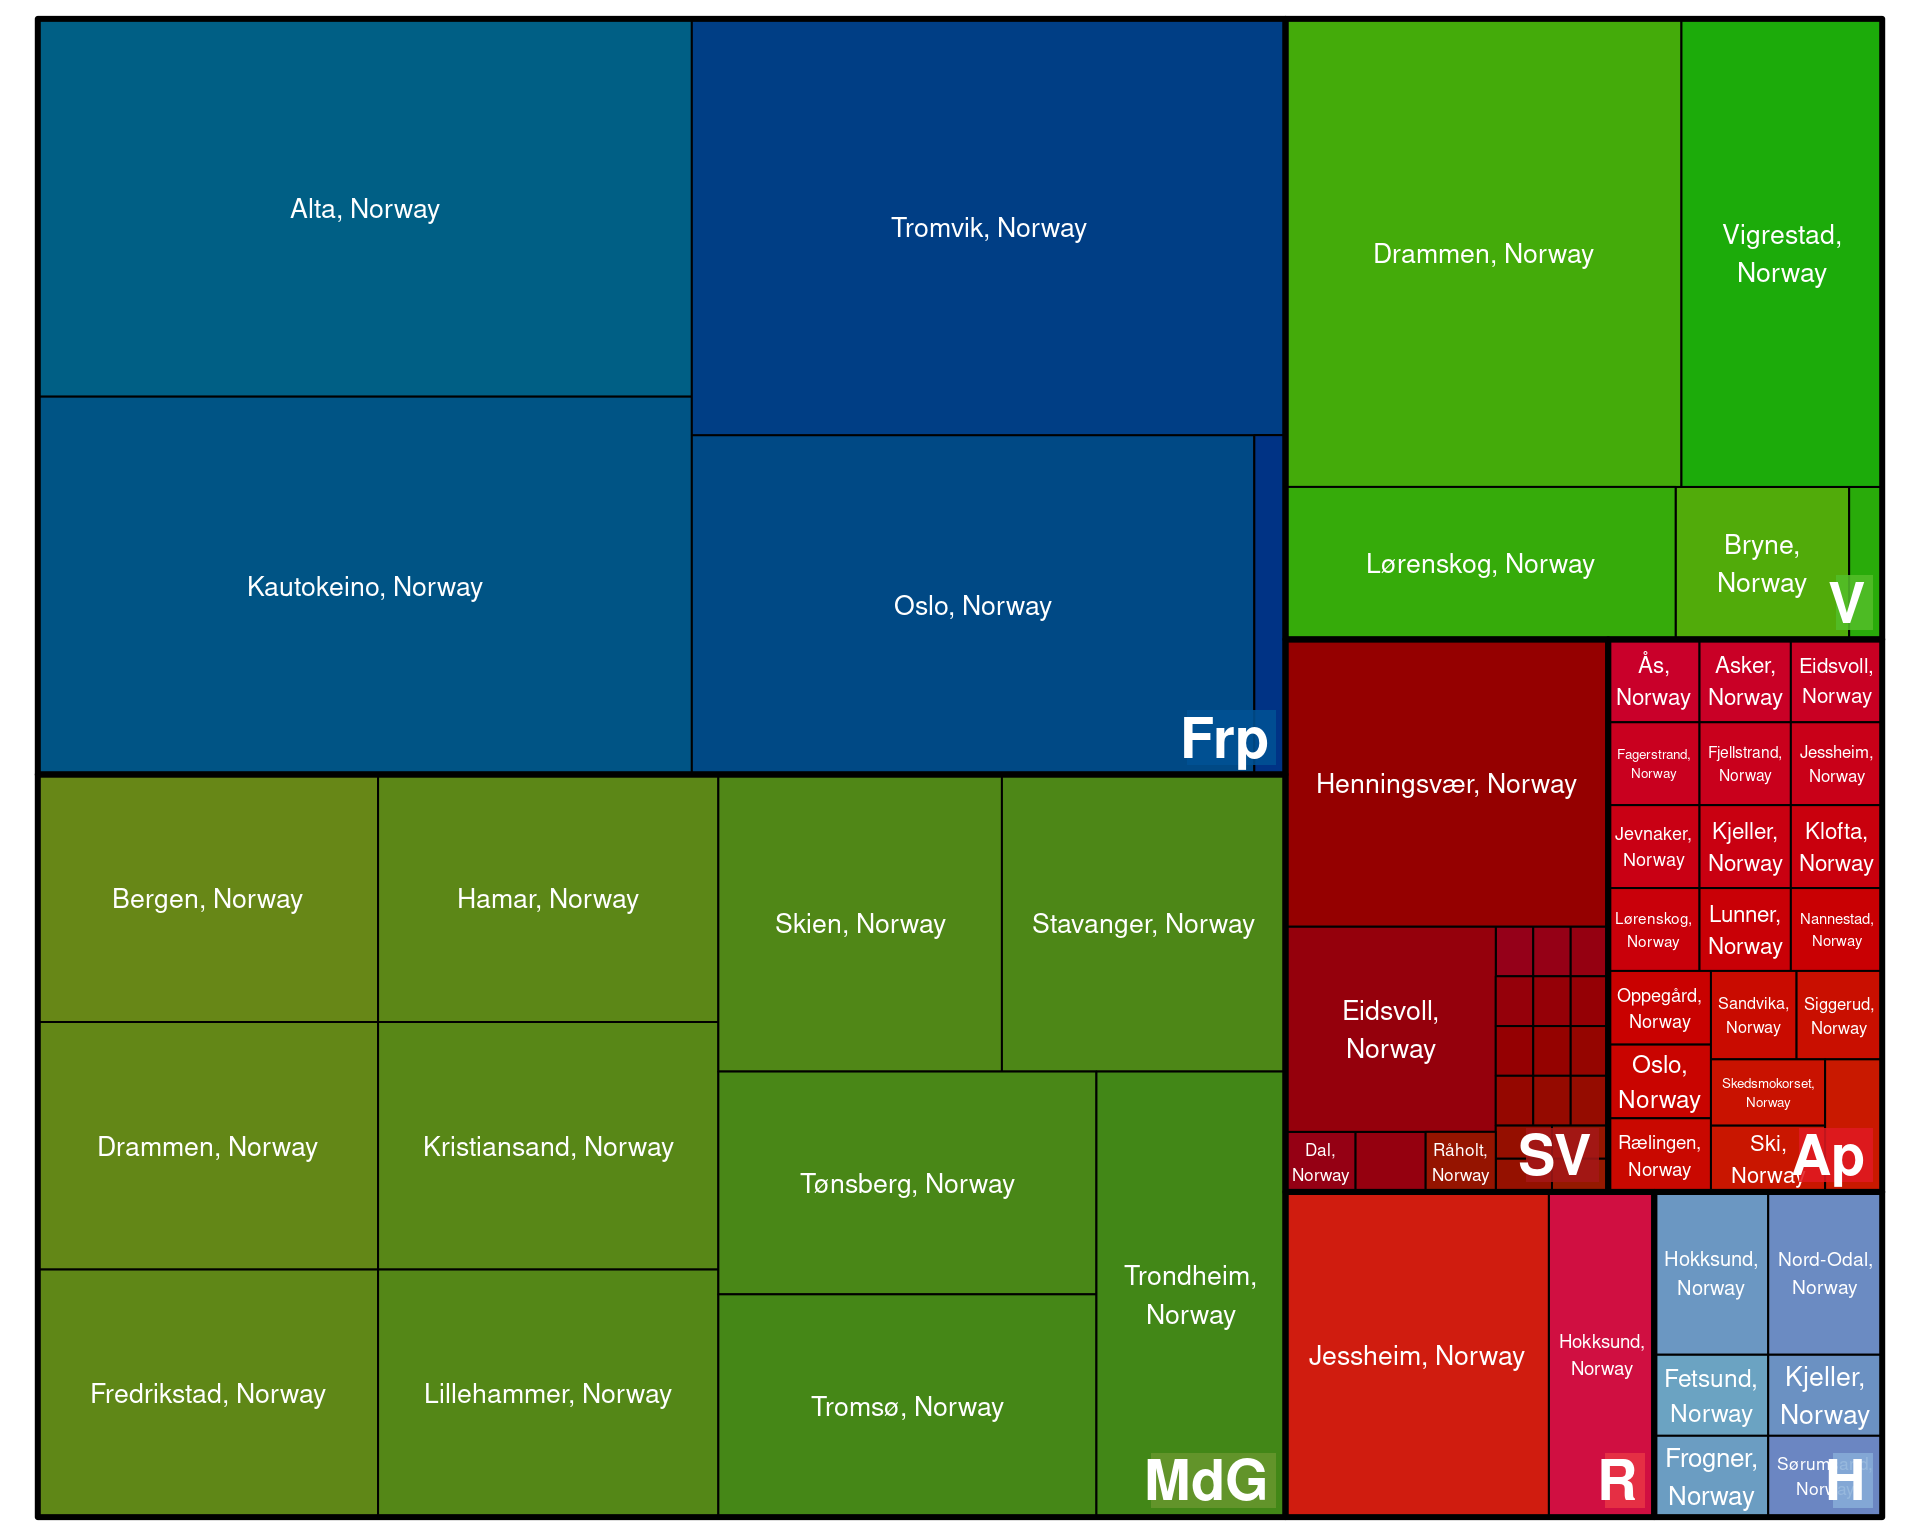 Alta, Norway
Tromvik, Norway
Kautokeino, Norway
Oslo, Norway
Frp
Bergen, Norway
Hamar, Norway
Skien, Norway
Stavanger, Norway
Drammen, Norway
Kristiansand, Norway
Tønsberg, Norway
Trondheim,
Norway
Fredrikstad, Norway
Lillehammer, Norway
Tromsø, Norway
MdG
Drammen, Norway
Vigrestad,
Norway
Lørenskog, Norway
Bryne,
Norway
V
Henningsvær, Norway
Eidsvoll,
Norway
Dal,
Norway
Råholt,
Norway
SV
Ås,
Norway
Asker,
Norway
Eidsvoll,
Norway
Fagerstrand,
Norway
Fjellstrand,
Norway
Jessheim,
Norway
Jevnaker,
Norway
Kjeller,
Norway
Klofta,
Norway
Lørenskog,
Norway
Lunner,
Norway
Nannestad,
Norway
Oppegård,
Norway
Sandvika,
Norway
Siggerud,
Norway
Oslo,
Norway
Skedsmokorset,
Norway
Rælingen,
Norway
Ski,
Norway
Ap
Jessheim, Norway
Hokksund,
Norway
R
Hokksund,
Norway
Nord-Odal,
Norway
Fetsund,
Norway
Kjeller,
Norway
Frogner,
Norway
Sørumsand,
Norway
H